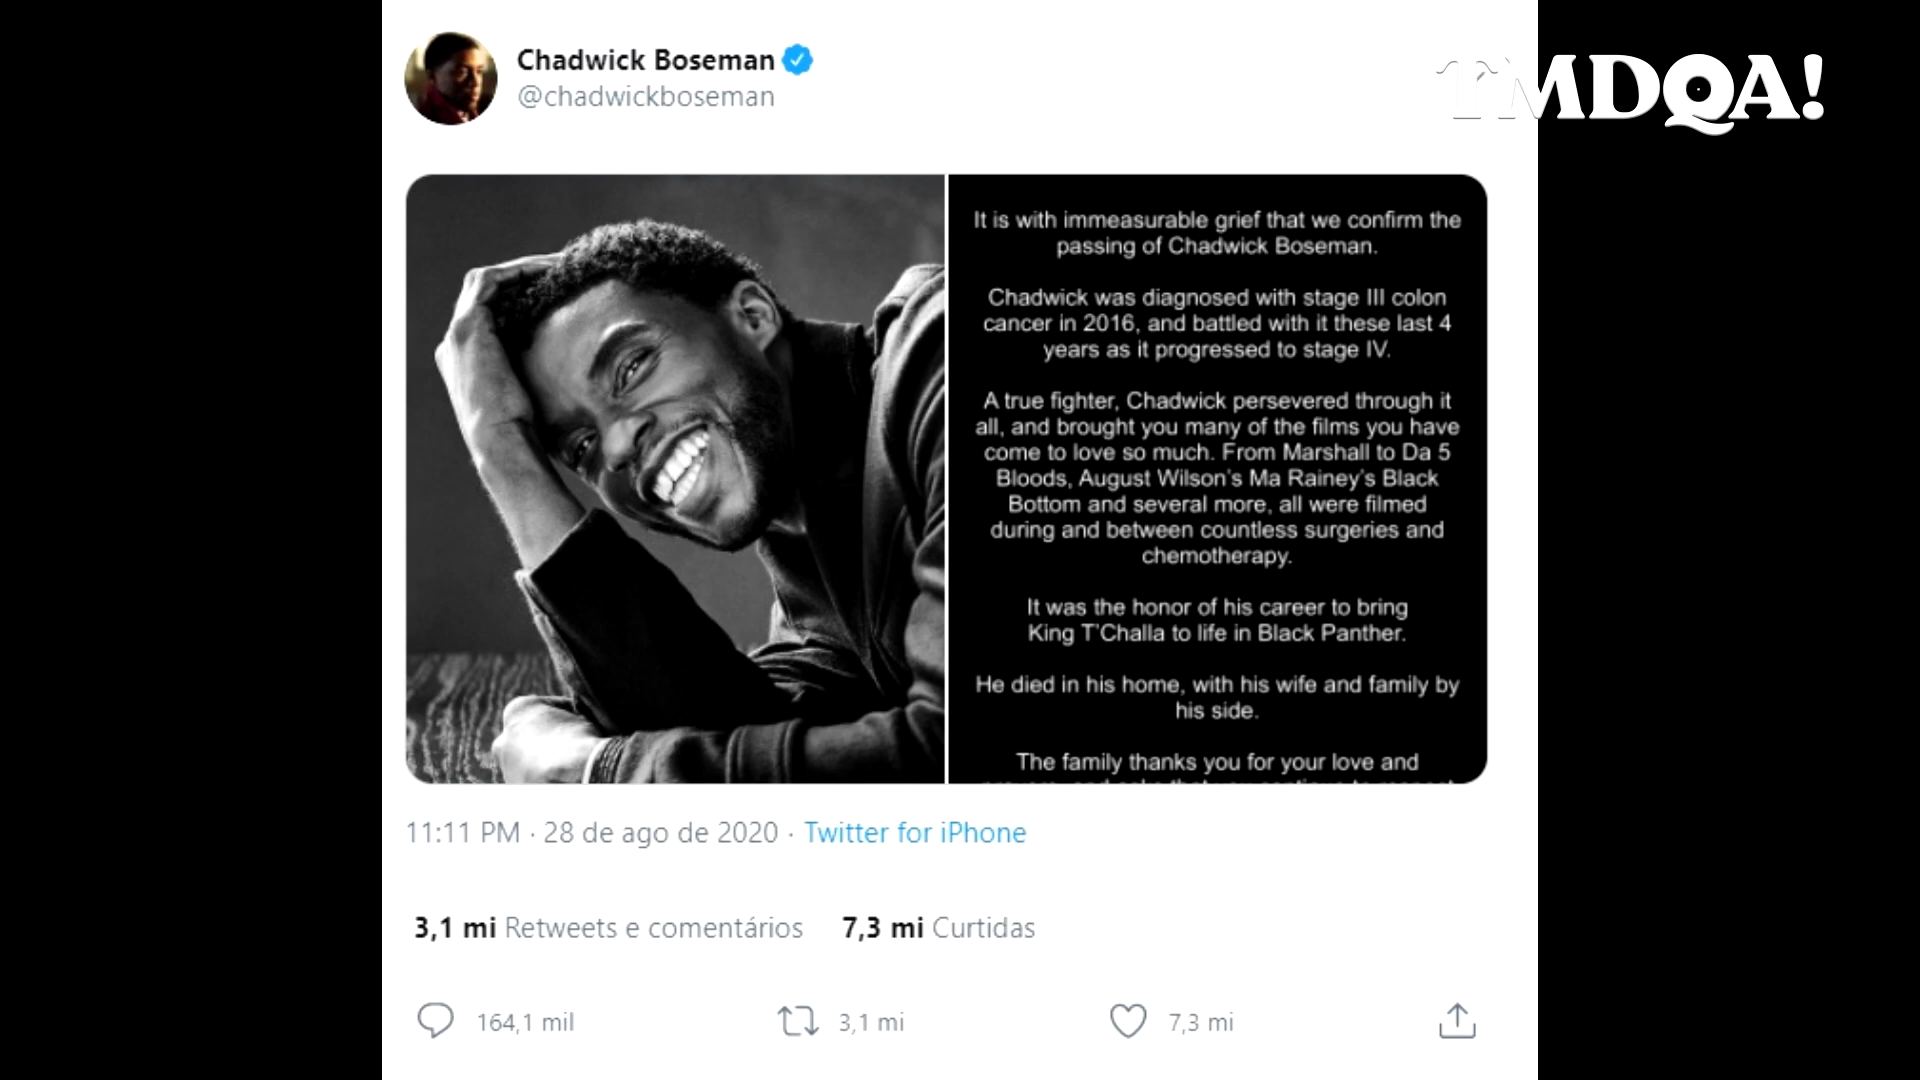 Chadwick Boseman
@chadwickboseman
TMDQA!
It is with immeasurable grief that we confirm the
passing of Chadwick Boseman.
Chadwick was diagnosed with stage III colon
cancer in 2016, and battled with it these last 4
years as it progressed to stage IV.
A true fighter, Chadwick persevered through it
all, and brought you many of the films you have
come to love so much. From Marshall to Da 5
Bloods, August Wilson's Ma Rainey's Black
Bottom and several more, all were filmed
during and between countless surgeries and
chemotherapy.
It was the honor of his career to bring
King T'Challa to life in Black Panther.
He died in his home, with his wife and family by
his side.
The family thanks you for your love and
11:11 PM · 28 de ago de 2020 · Twitter for iPhone
3,1 mi Retweets e comentários 7,3 mi Curtidas
164,1 mil 3,1 mi 7,3 mi